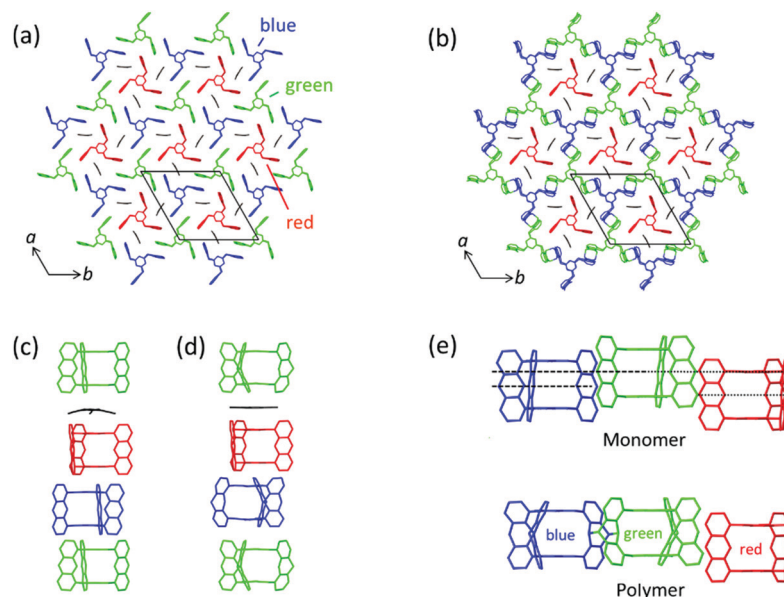 (a)
blue
green
red
a
b
(b)
a
b
(c)
(d)
(e)
Monomer
blue
green
red
Polymer